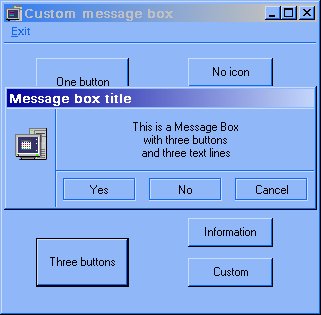 Custom message box
Exit
One button
No icon
Message box title
This is a Message Box
with three buttons
and three text lines
Yes
No
Cancel
Information
Three buttons
Custom